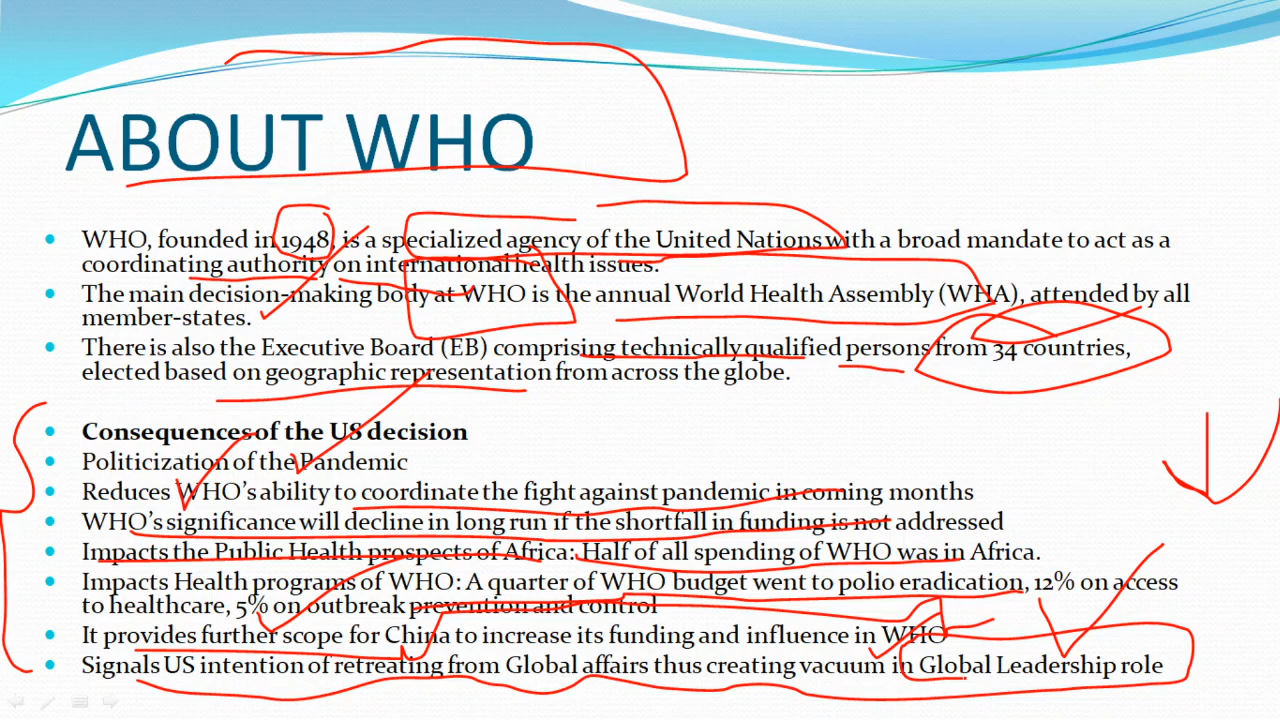 ABOUT WHO
WHO, founded in 1948, is a specialized agency of the United Nations with a broad mandate to act as a
coordinating authority on international health issues.
The main decision-making body at WHO is the annual World Health Assembly (WHA), attended by all
member-states.
There is also the Executive Board (EB) comprising technically qualified persons from 34 countries,
elected based on geographic representation from across the globe.
Consequences of the US decision
Politicization of the Pandemic
Reduces WHO's ability to coordinate the fight against pandemic in coming months
WHO's significance will decline in long run if the shortfall in funding is not addressed
Impacts the Public Health prospects of Africa: Half of all spending of WHO was in Africa.
Impacts Health programs of WHO: A quarter of WHO budget went to polio eradication, 12% on access
to healthcare, 5% on outbreak prevention and control
It provides further scope for China to increase its funding and influence in WHO
Signals US intention of retreating from Global affairs thus creating vacuum in Global Leadership role